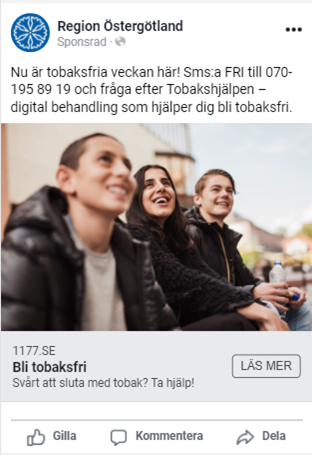 Region Östergötland
Sponsrad ·
Nu är tobaksfria veckan här! Sms:a FRI till 070-
195 89 19 och fråga efter Tobakshjälpen –
digital behandling som hjälper dig bli tobaksfri.
1177.SE
Bli tobaksfri
Svårt att sluta med tobak? Ta hjälp!
LÄS MER
Gilla
Kommentera
Dela